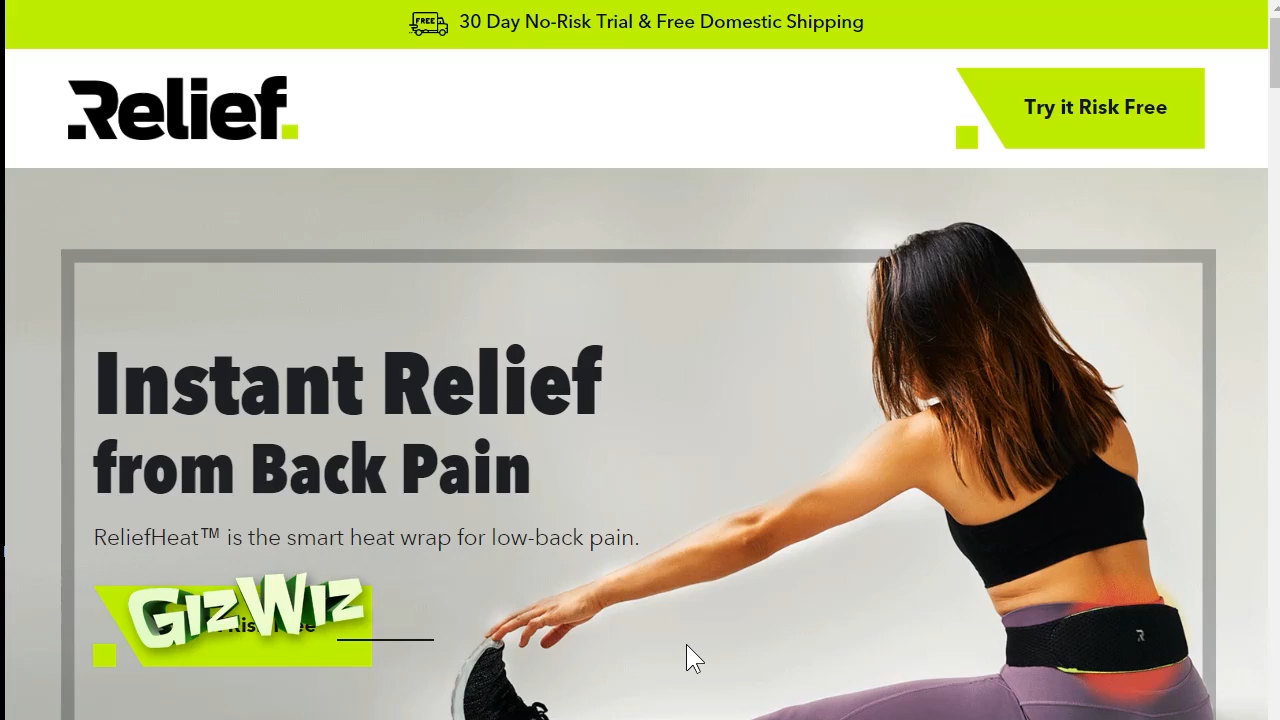 FREE
30 Day No-Risk Trial & Free Domestic Shipping
Relief.
Try it Risk Free
Instant Relief
from Back Pain
ReliefHeat™ is the smart heat wrap for low-back pain.
GIZWIZ
R